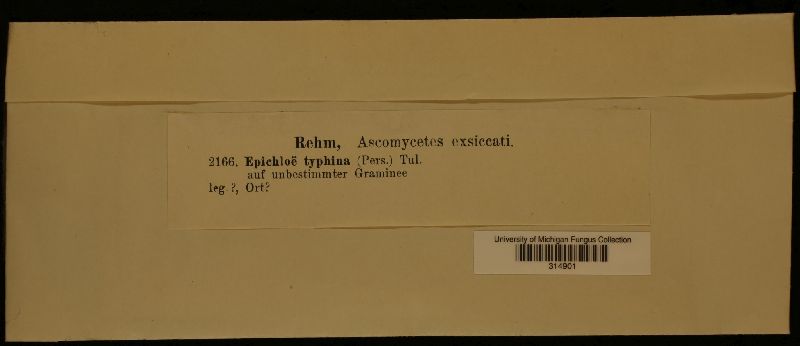 Rehm, Ascomycetes exsiccati.
2166. Epichloë typhina (Pers.) Tul.
auf unbestimmter Graminee
leg ?, Ort?
University of Michigan Fungus Collection
314901